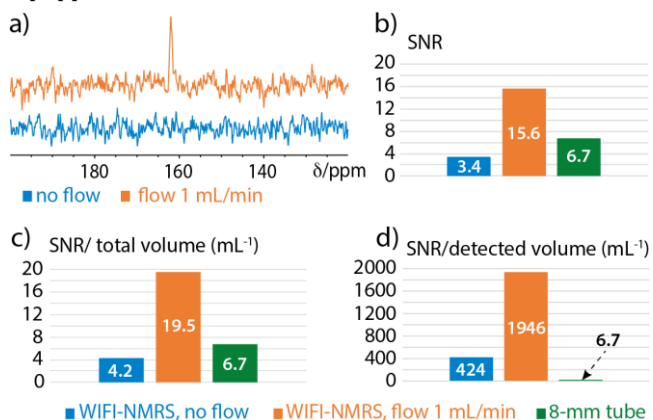 a)
180 160 140 δ/ppm
no flow flow 1 mL/min
b)
SNR
20
16
12
8
4
0
3.4
15.6
6.7
c)
SNR/ total volume (mL⁻¹)
20
16
12
8
4
0
4.2
19.5
6.7
d)
SNR/detected volume (mL⁻¹)
2000
1600
1200
800
400
0
424
1946
6.7
WIFI-NMRS, no flow WIFI-NMRS, flow 1 mL/min 8-mm tube